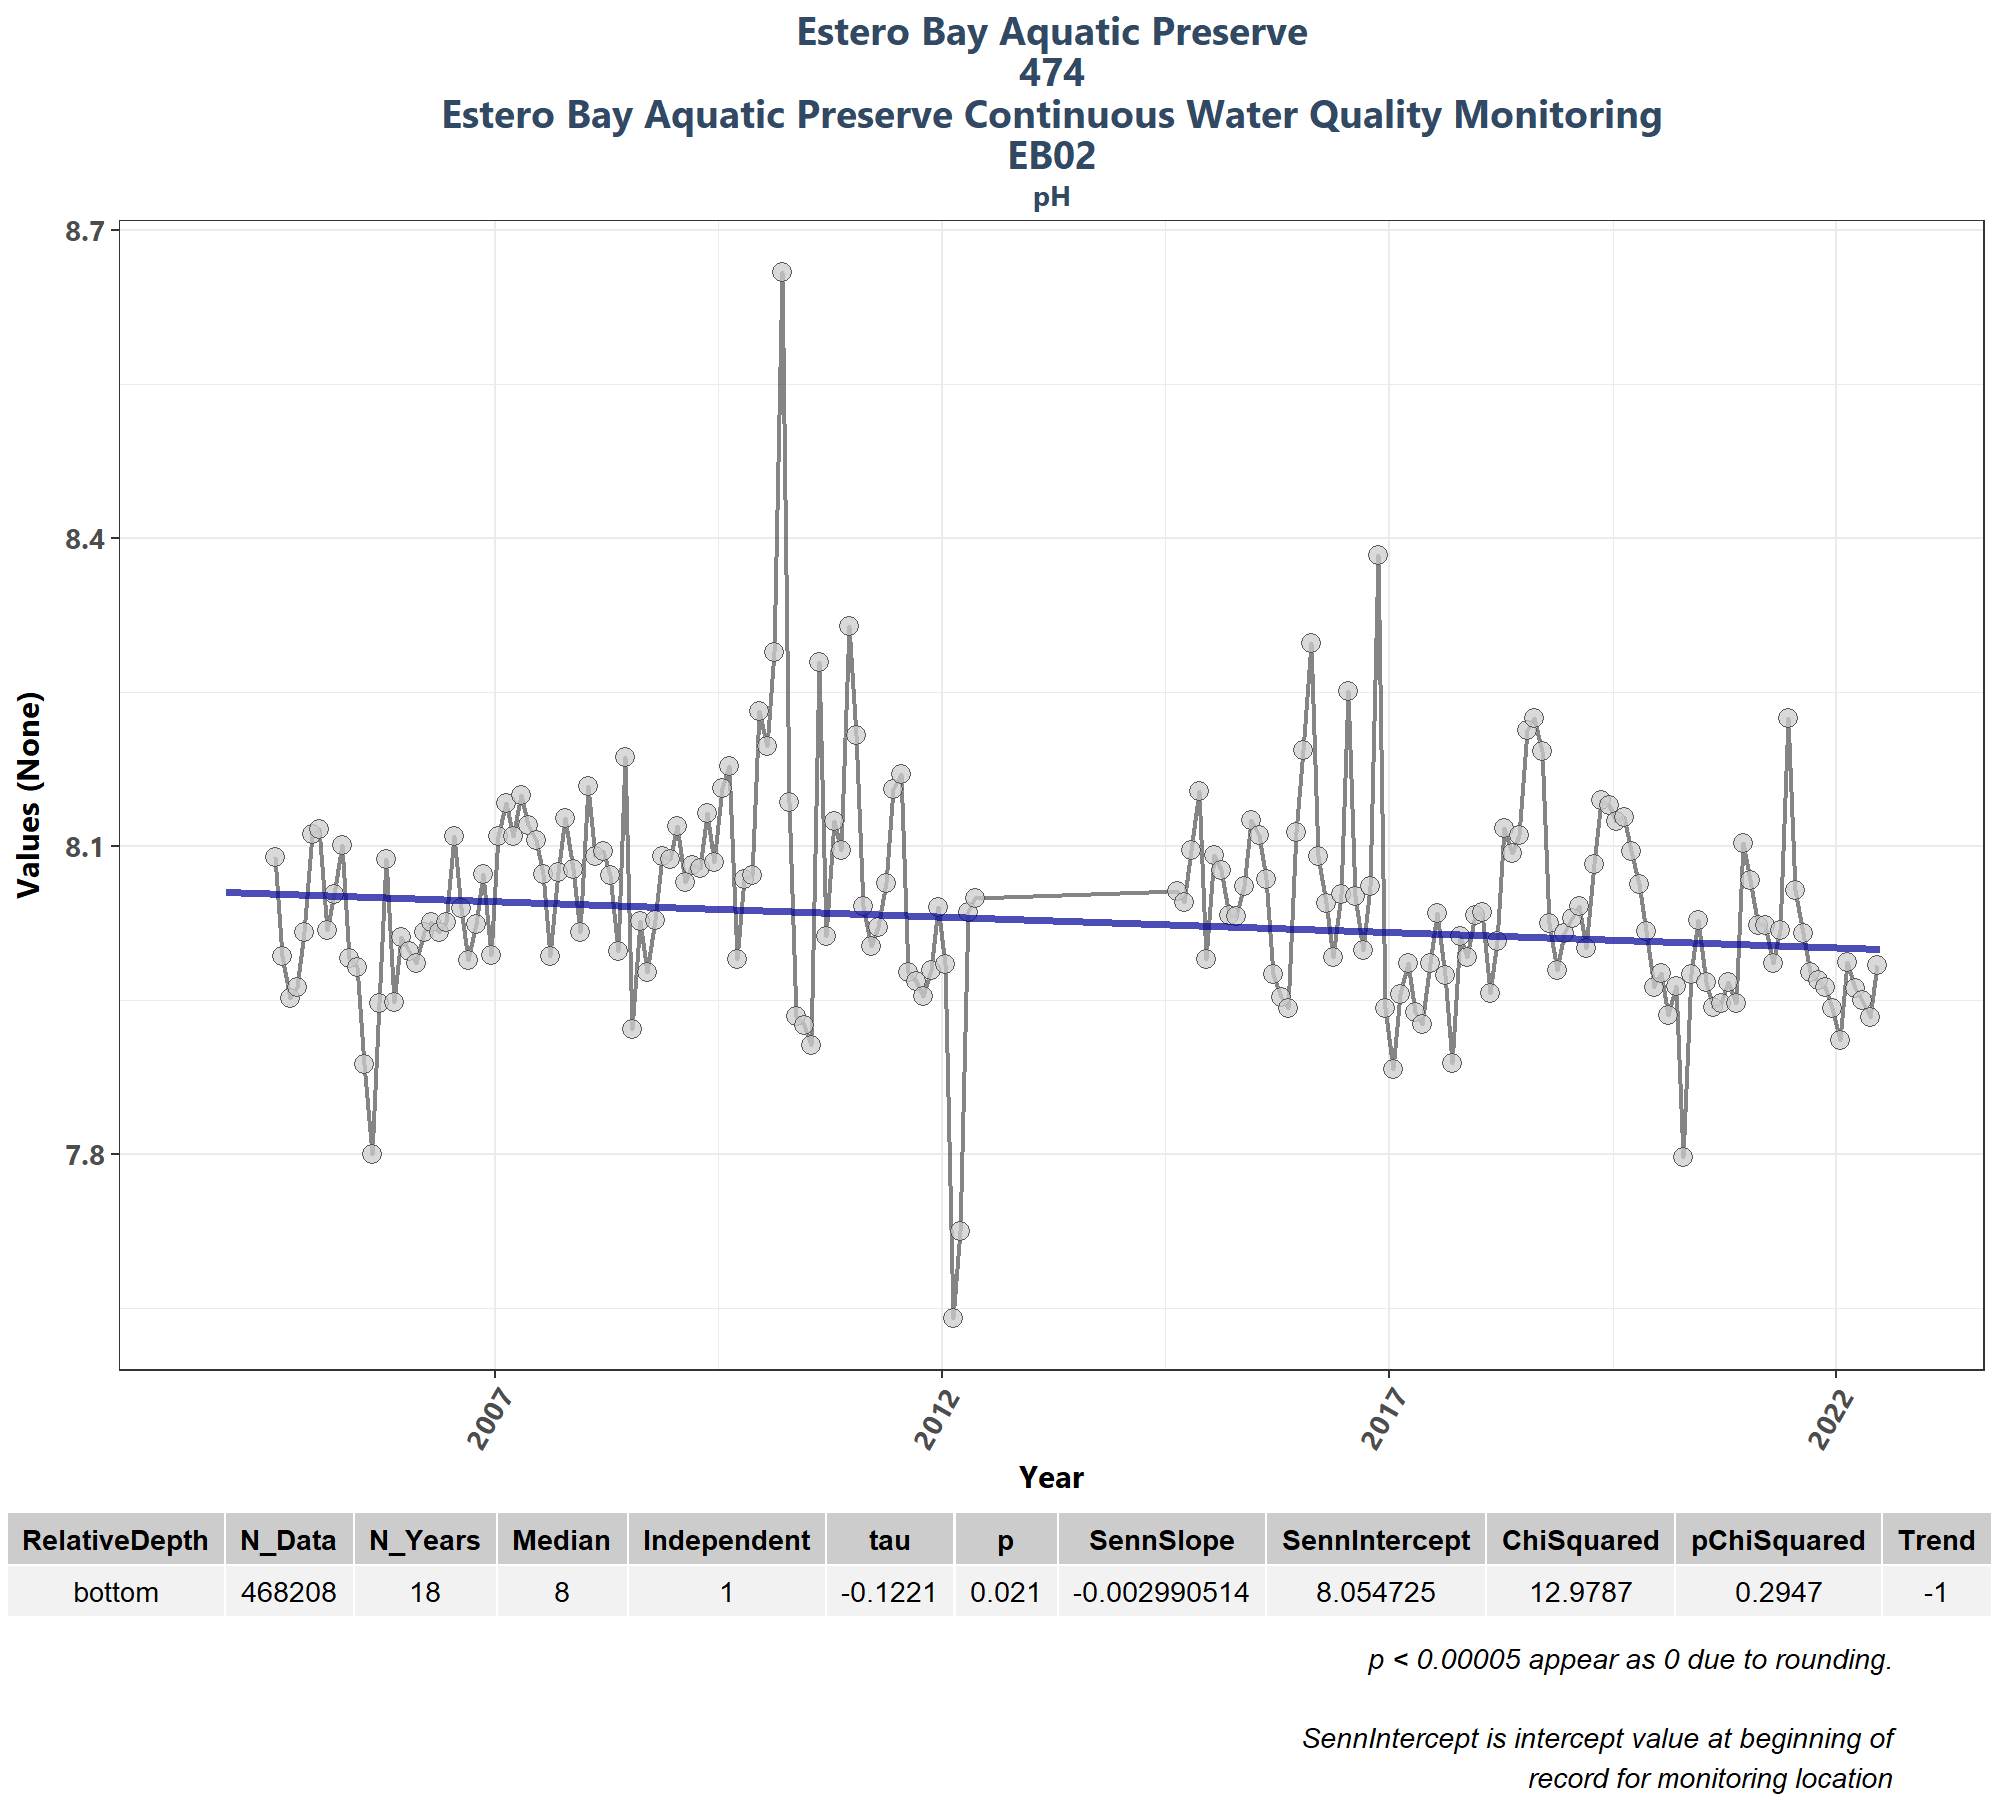 Estero Bay Aquatic Preserve
474
Estero Bay Aquatic Preserve Continuous Water Quality Monitoring
EB02
pH
8.7
8.4
8.1
7.8
Values (None)
2007
2012
2017
2022
Year
RelativeDepth N_Data N_Years Median Independent tau p SennSlope SennIntercept ChiSquared pChiSquared Trend
bottom 468208 18 8 1 -0.1221 0.021 -0.002990514 8.054725 12.9787 0.2947 -1
p < 0.00005 appear as 0 due to rounding.
SennIntercept is intercept value at beginning of
record for monitoring location